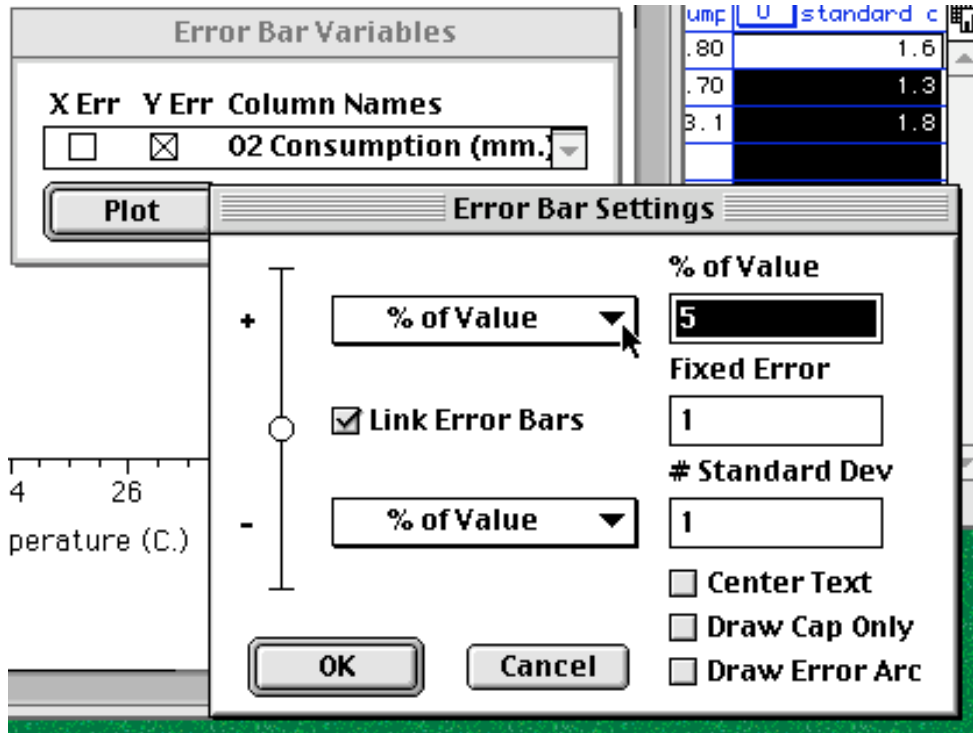 Error Bar Variables
X Err Y Err Column Names
O2 Consumption (mm.)
Plot
0 standard c
.80 1.6
.70 1.3
3.1 1.8
Error Bar Settings
+ % of Value
% of Value
5
Fixed Error
Link Error Bars
1
# Standard Dev
- % of Value
1
Center Text
Draw Cap Only
Draw Error Arc
OK
Cancel
4 26
perature (C.)